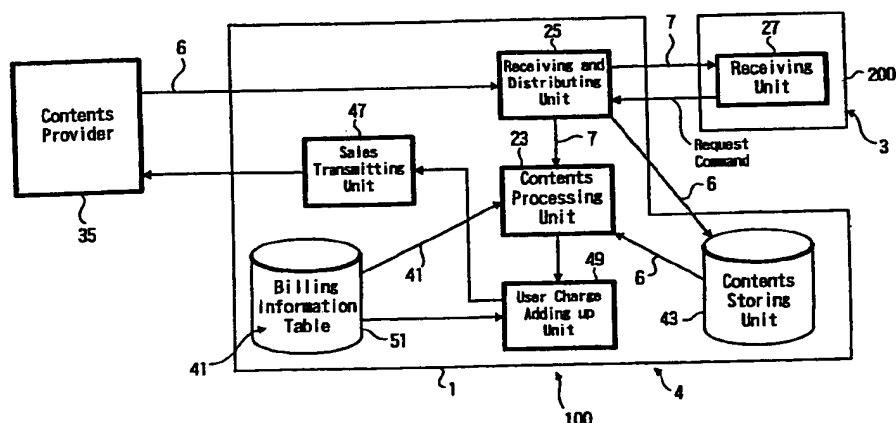 25
7
27
6
Receiving and
Distributing
Unit
Receiving
Unit
200
Contents
Provider
47
Request
Command
3
7
Sales
Transmitting
Unit
23
Contents
Processing
Unit
6
35
41
6
49
Billing
Information
Table
User Charge
Adding up
Unit
43
Contents
Storing
Unit
41
51
1
100
4